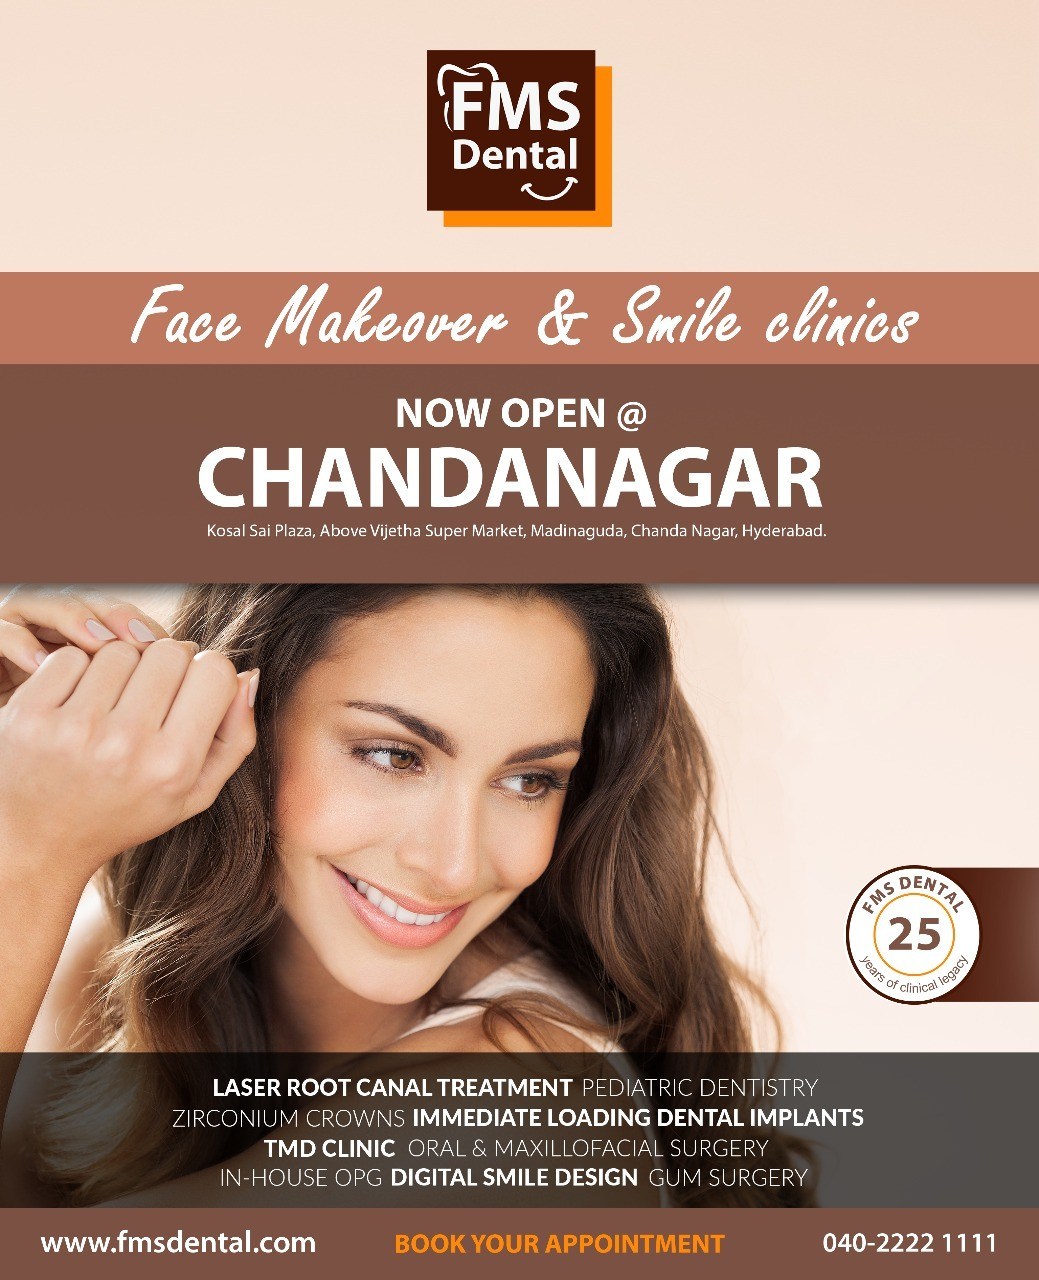 FMS
Dental
Face Makeover & Smile clinics
NOW OPEN @
CHANDANAGAR
Kosal Sai Plaza, Above Vijetha Super Market, Madinaguda, Chanda Nagar, Hyderabad.
FMS DENTAL
25
years of clinical legacy
LASER ROOT CANAL TREATMENT PEDIATRIC DENTISTRY
ZIRCONIUM CROWNS IMMEDIATE LOADING DENTAL IMPLANTS
TMD CLINIC ORAL & MAXILLOFACIAL SURGERY
IN-HOUSE OPG DIGITAL SMILE DESIGN GUM SURGERY
www.fmsdental.com BOOK YOUR APPOINTMENT 040-2222 1111